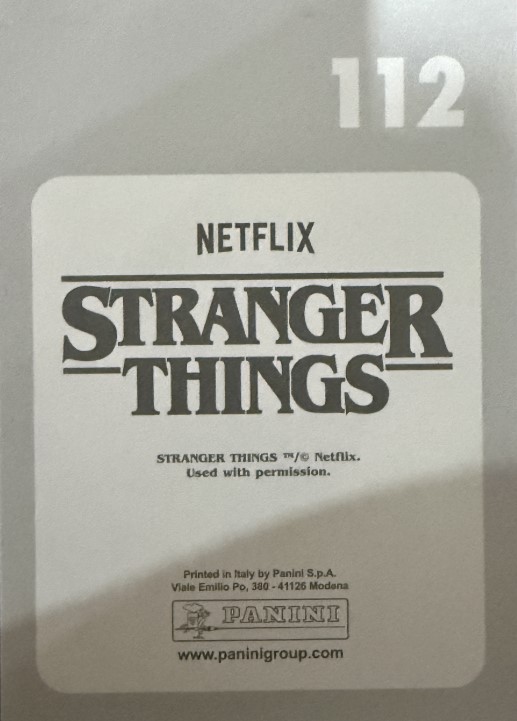 112
NETFLIX
STRANGER
THINGS
STRANGER THINGS ™/© Netflix.
Used with permission.
Printed in Italy by Panini S.p.A.
Viale Emilio Po, 380 - 41126 Modena
PANINI
www.paninigroup.com